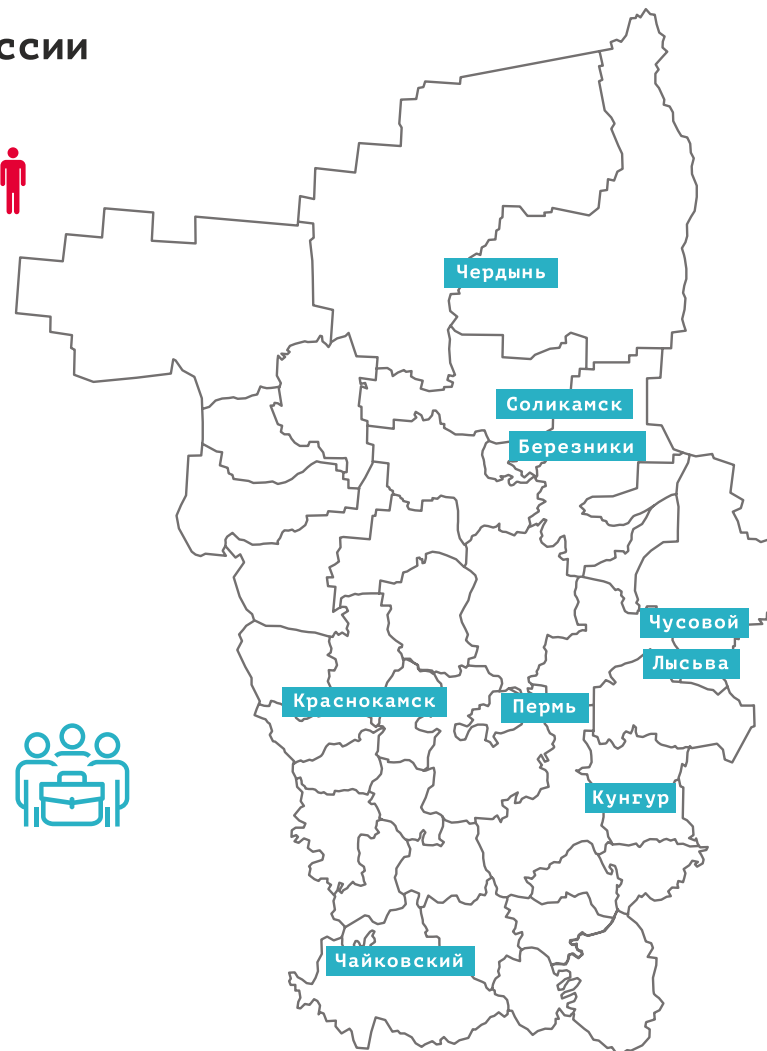 ссии
Чердынь
Соликамск
Березники
Чусовой
Лысьва
Краснокамск
Пермь
Кунгур
Чайковский